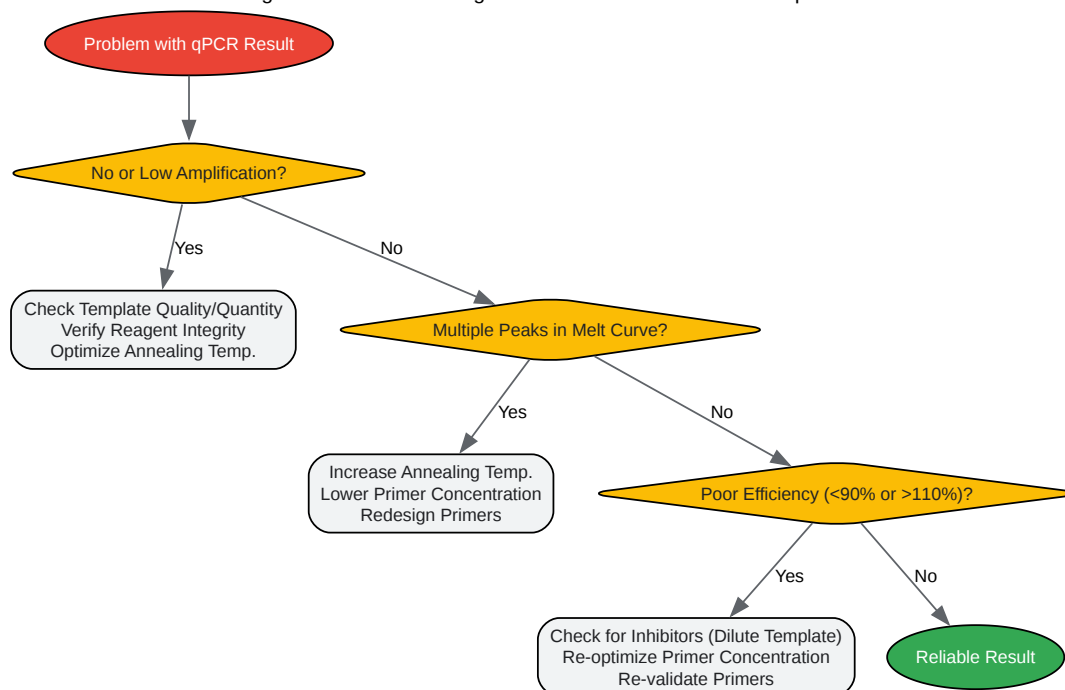 Problem with qPCR Result
No or Low Amplification?
Yes
No
Check Template Quality/Quantity
Verify Reagent Integrity
Optimize Annealing Temp.
Multiple Peaks in Melt Curve?
Yes
No
Increase Annealing Temp.
Lower Primer Concentration
Redesign Primers
Poor Efficiency (<90% or >110%)?
Yes
No
Check for Inhibitors (Dilute Template)
Re-optimize Primer Concentration
Re-validate Primers
Reliable Result